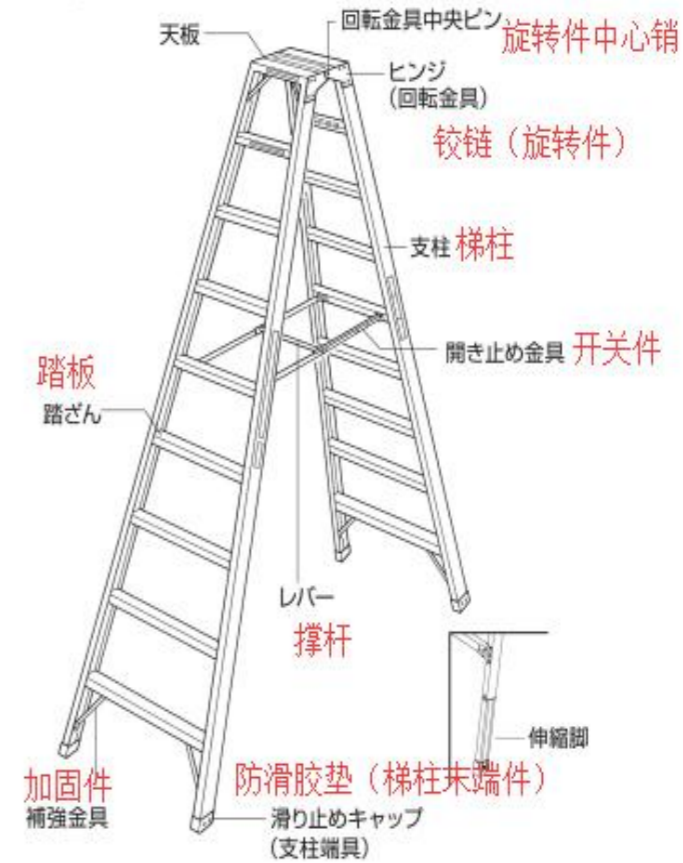 回転金具中央ピン
旋转件中心销
天板
ヒンジ
(回転金具)
铰链（旋转件）
支柱
梯柱
開き止め金具
开关件
踏板
踏ざん
レバー
撑杆
伸縮脚
加固件
補強金具
防滑胶垫（梯柱末端件）
滑り止めキャップ
(支柱端具)